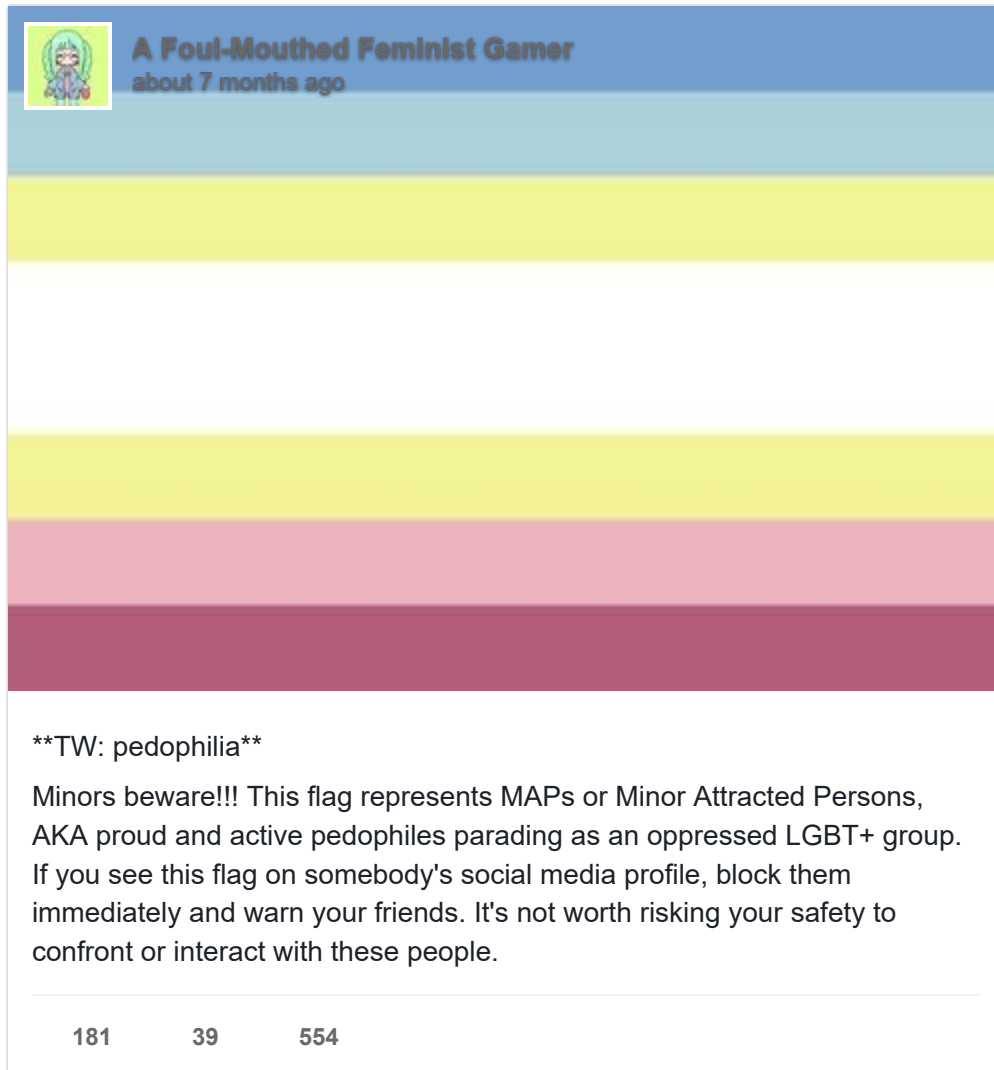 A Foul-Mouthed Feminist Gamer
about 7 months ago
**TW: pedophilia**
Minors beware!!! This flag represents MAPs or Minor Attracted Persons,
AKA proud and active pedophiles parading as an oppressed LGBT+ group.
If you see this flag on somebody's social media profile, block them
immediately and warn your friends. It's not worth risking your safety to
confront or interact with these people.
181 39 554